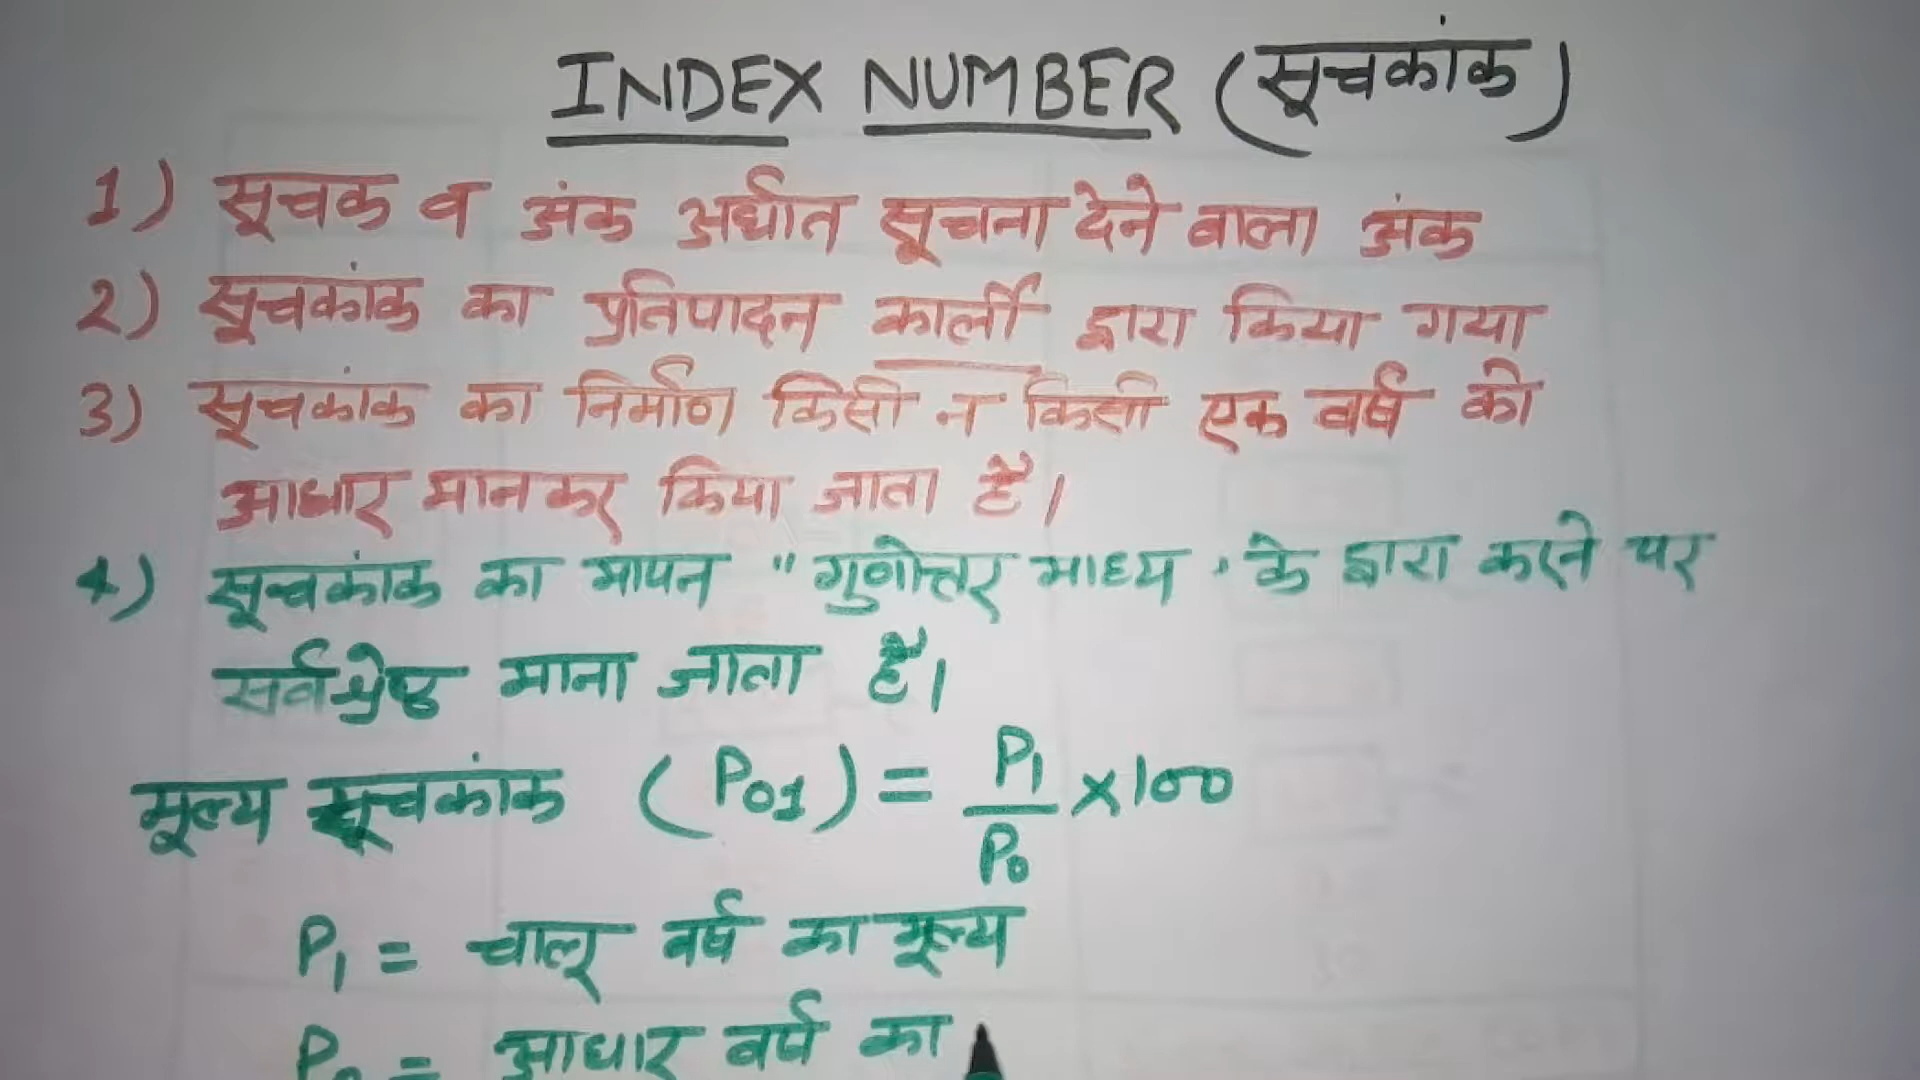 INDEX NUMBER (सूचकांक)
1) सूचक व अंक अर्थात सूचना देने वाला अंक
2) सूचकांक का प्रतिपादन कार्ली द्वारा किया गया
3) सूचकांक का निर्माण किसी न किसी एक वर्ष को
आधार मानकर किया जाता है।
4) सूचकांक का मापन "गुणोत्तर माध्य" के द्वारा करने पर
सर्वश्रेष्ठ माना जाता है।
मूल्य सूचकांक (P01) = P1/P0 ×100
P1 = चालू वर्ष का मूल्य
P0 = आधार वर्ष का